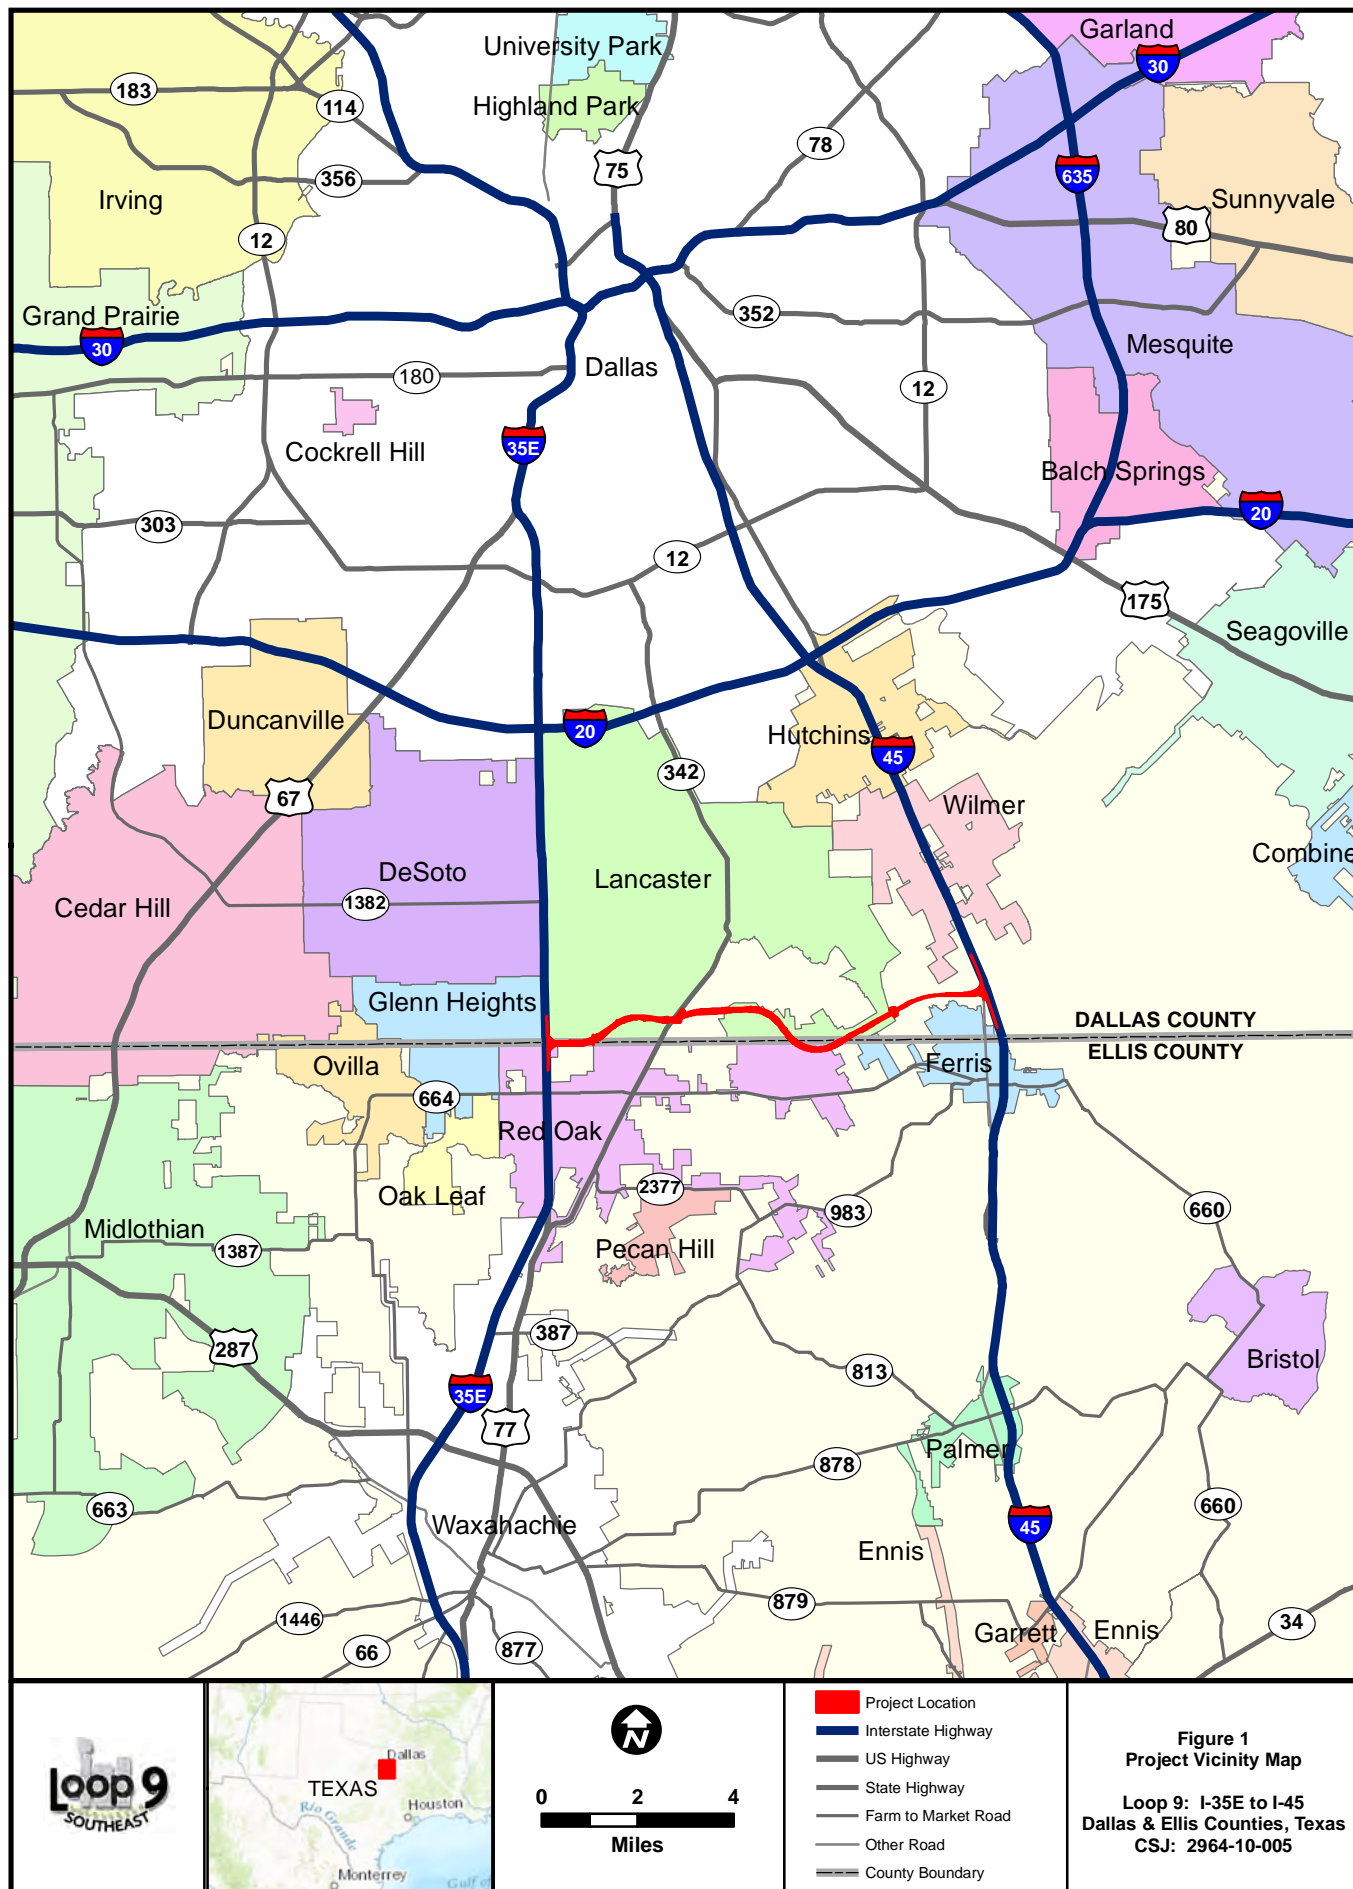 University Park
Garland
30
183
114
Highland Park
78
75
635
356
Irving
Sunnyvale
12
80
Grand Prairie
352
30
Mesquite
Dallas
180
12
Cockrell Hill
35E
Balch Springs
20
303
12
175
Seagoville
Duncanville
20
Hutchins
45
342
67
Wilmer
Combine
DeSoto
Lancaster
1382
Cedar Hill
Glenn Heights
DALLAS COUNTY
ELLIS COUNTY
Ovilla
Ferris
664
Red Oak
2377
Oak Leaf
983
660
Midlothian
1387
Pecan Hill
387
287
813
Bristol
35E
77
Palmer
878
663
660
Waxahachie
45
Ennis
879
1446
34
66
877
Garrett
Ennis
Loop 9
SOUTHEAST
Dallas
TEXAS
Houston
Rio Grande
Monterrey
Gulf of
N
0 2 4
Miles
Project Location
Interstate Highway
US Highway
State Highway
Farm to Market Road
Other Road
County Boundary
Figure 1
Project Vicinity Map
Loop 9: I-35E to I-45
Dallas & Ellis Counties, Texas
CSJ: 2964-10-005